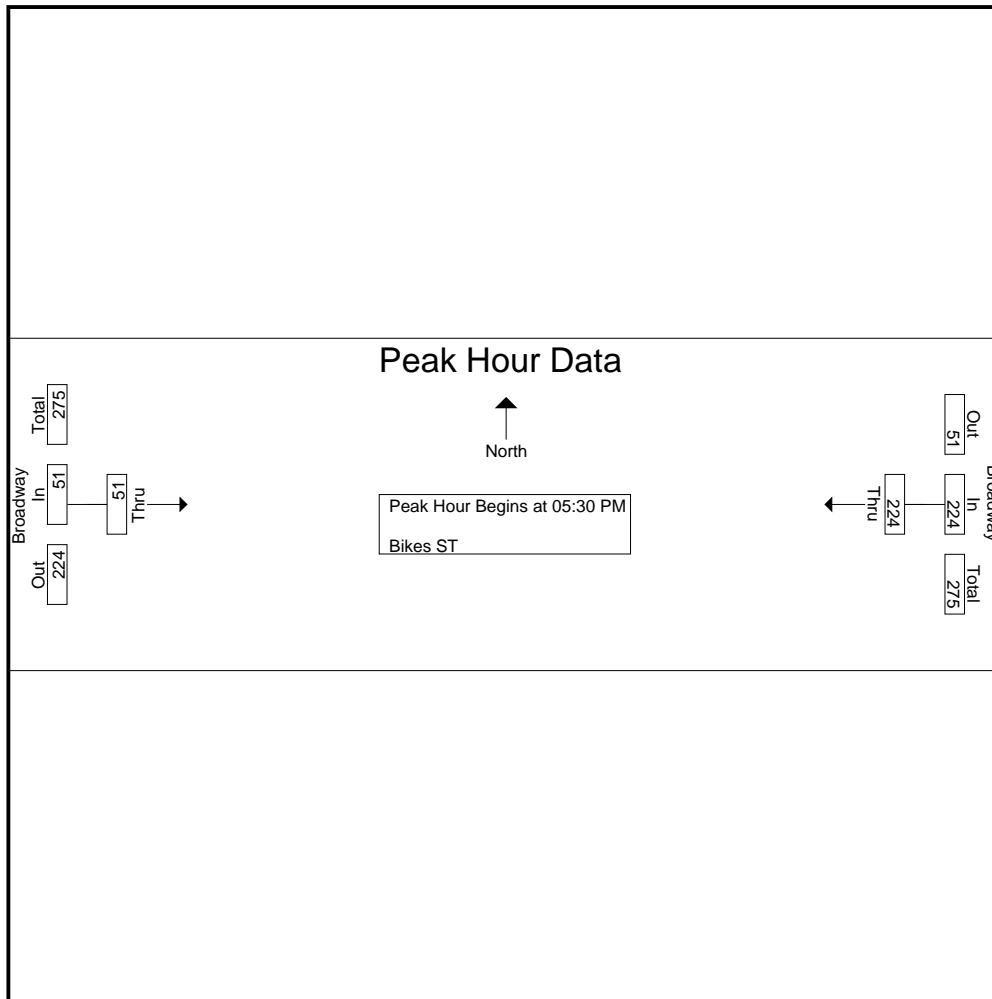 Peak Hour Data
North
Peak Hour Begins at 05:30 PM
Bikes ST
Broadway
Out
In
Total
224
51
275
51
Thru
Broadway
Out
In
Total
51
224
275
224
Thru